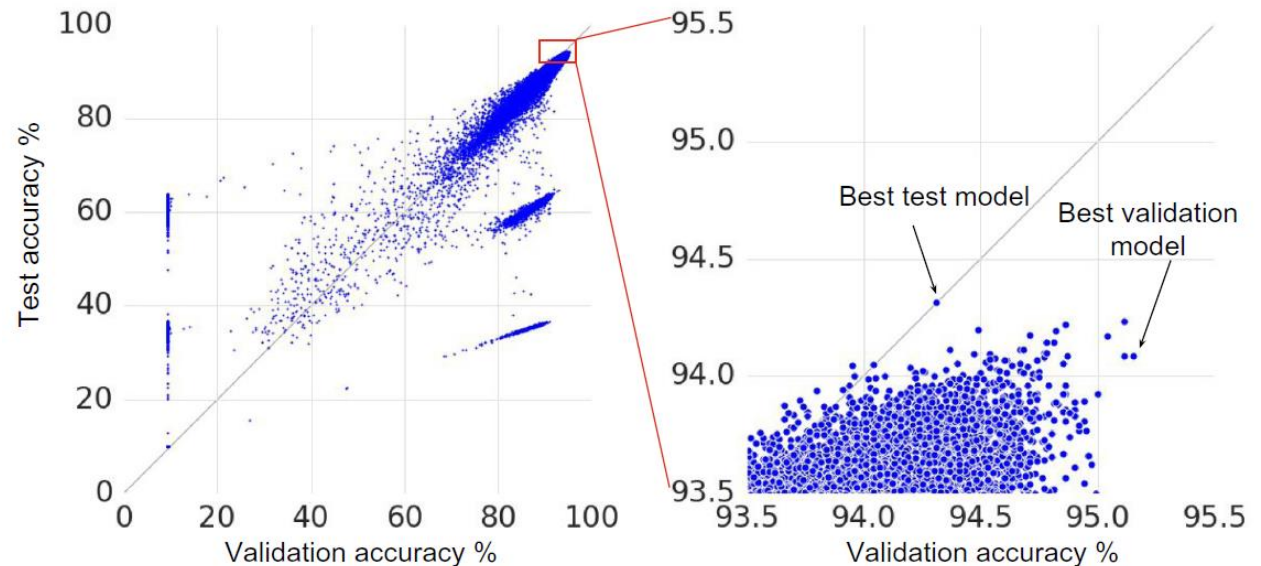 100
80
60
40
20
0
Test accuracy %
0 20 40 60 80 100
Validation accuracy %
95.5
95.0
94.5
94.0
93.5
Best test model
Best validation
model
93.5 94.0 94.5 95.0 95.5
Validation accuracy %